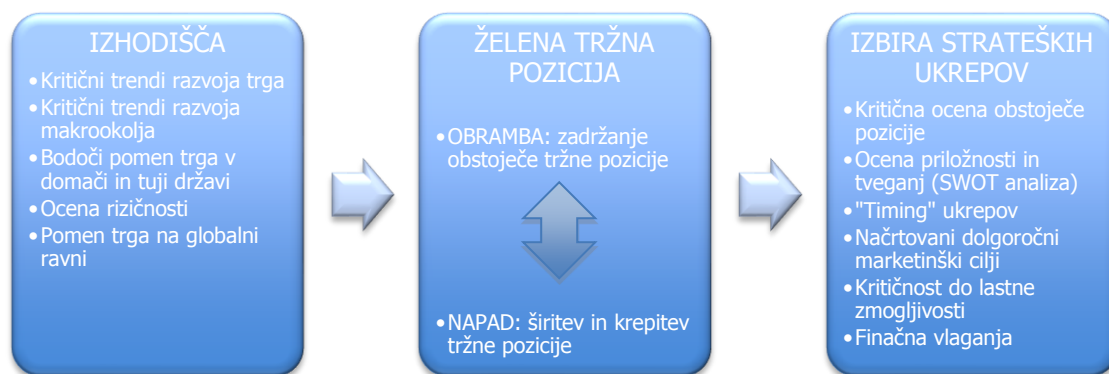 IZHODIŠČA
•Kritični trendi razvoja trga
•Kritični trendi razvoja
makrookolja
•Bodoči pomen trga v
domači in tuji državi
•Ocena rizičnosti
•Pomen trga na globalni
ravni
ŽELENA TRŽNA
POZICIJA
•OBRAMBA: zadržanje
obstoječe tržne pozicije
•NAPAD: širitev in krepitev
tržne pozicije
IZBIRA STRATEŠKIH
UKREPOV
•Kritična ocena obstoječe
pozicije
•Ocena priložnosti in
tveganj (SWOT analiza)
•"Timing" ukrepov
•Načrtovani dolgoročni
marketinški cilji
•Kritičnost do lastne
zmogljivosti
•Finačna vlaganja